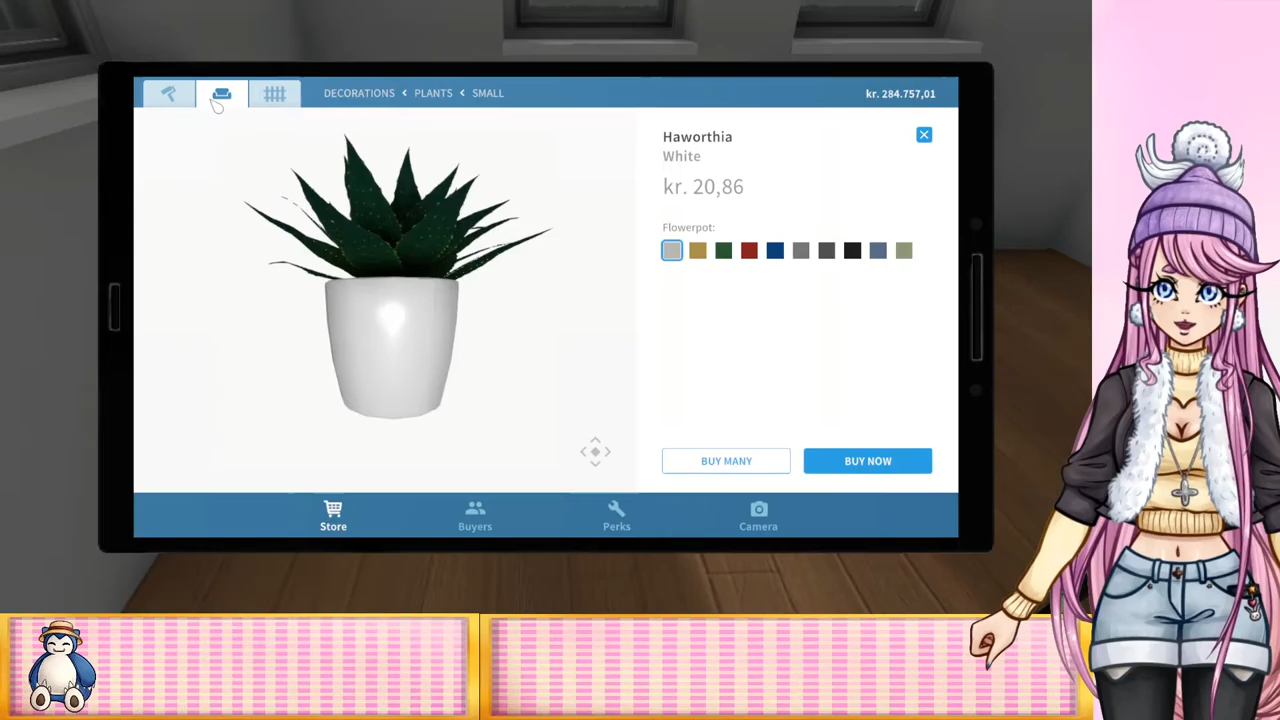 DECORATIONS < PLANTS < SMALL
kr. 284.757,01
Haworthia
White
kr. 20,86
Flowerpot:
BUY MANY
BUY NOW
Store
Buyers
Perks
Camera